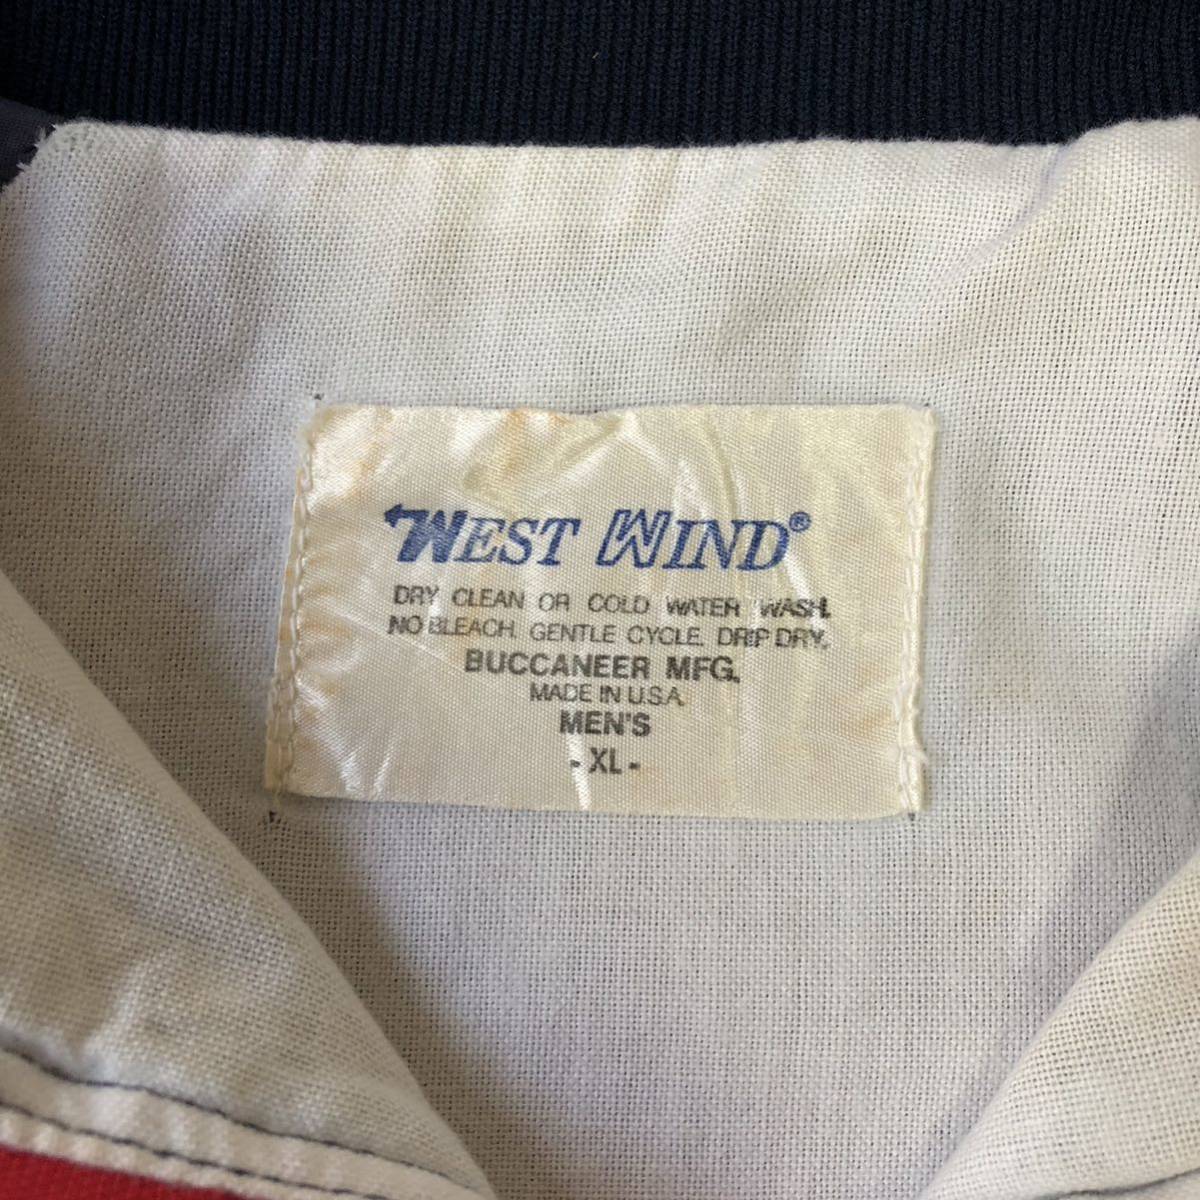 WEST WIND®
DRY CLEAN OR COLD WATER WASH.
NO BLEACH. GENTLE CYCLE. DRIP DRY.
BUCCANEER MFG.
MADE IN U.S.A.
MEN'S
- XL -